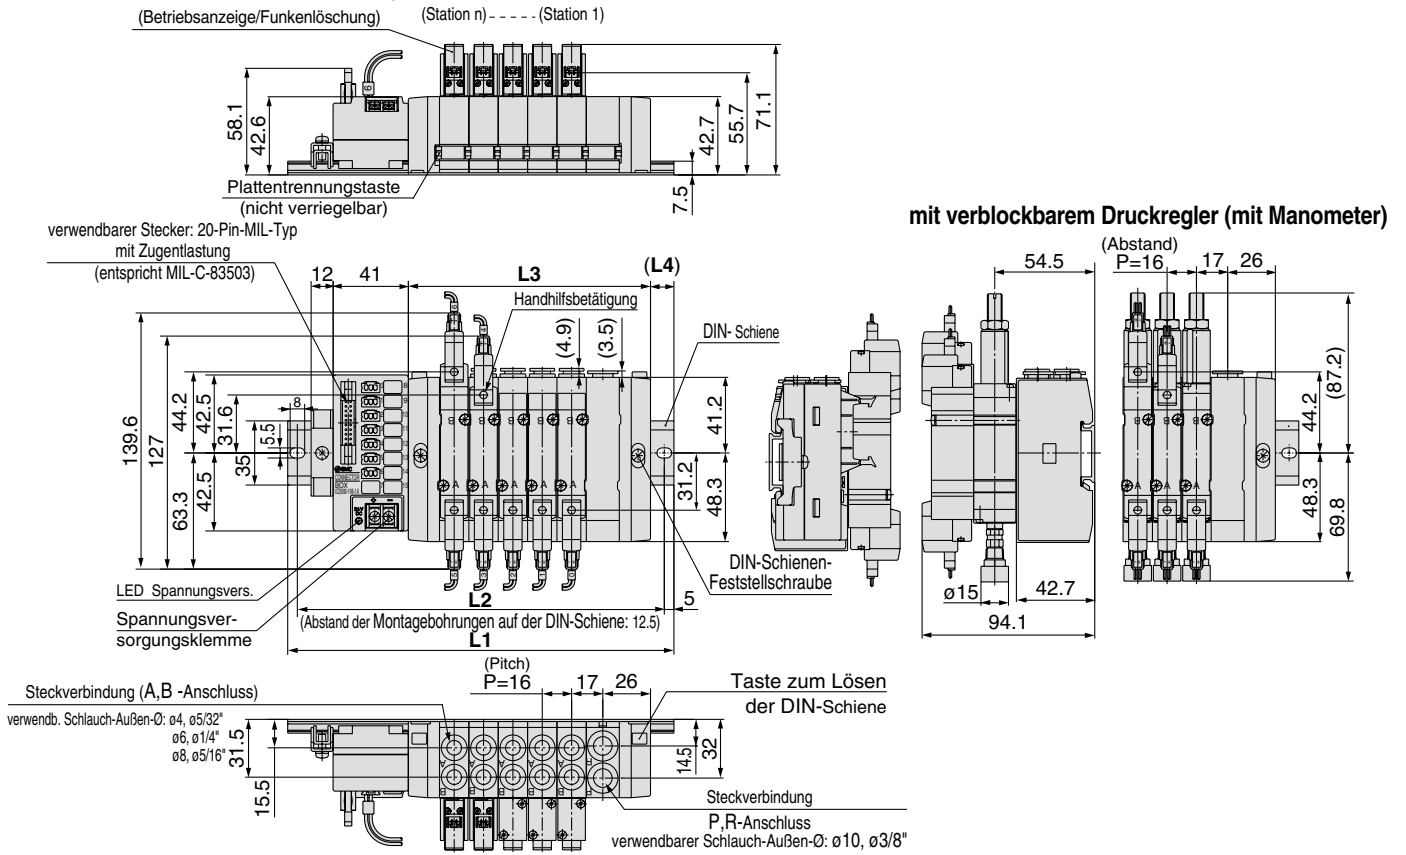 (Betriebsanzeige/Funkenlöschung)
(Station n) - - - - - (Station 1)
58.1
42.6
42.7
55.7
71.1
7.5
Plattentrennungstaste
(nicht verriegelbar)
verwendbarer Stecker: 20-Pin-MIL-Typ
mit Zugentlastung
(entspricht MIL-C-83503)
12
41
L3
(L4)
Handhilfsbetätigung
(4.9)
(3.5)
DIN- Schiene
139.6
127
44.2
42.5
31.6
8
5.5
35
63.3
42.5
41.2
31.2
48.3
SMC
CONNECTOR
BOX
B B B B B
A A A A A
DIN-Schienen-
Feststellschraube
LED Spannungsvers.
Spannungsver-
sorgungsklemme
L2
5
(Abstand der Montagebohrungen auf der DIN-Schiene: 12.5)
L1
mit verblockbarem Druckregler (mit Manometer)
(Abstand)
54.5
P=16
17
26
(87.2)
44.2
48.3
69.8
B B B
A A A
ø15
42.7
94.1
(Pitch)
P=16
17
26
Steckverbindung (A,B -Anschluss)
verwendb. Schlauch-Außen-Ø: ø4, ø5/32"
ø6, ø1/4"
ø8, ø5/16"
31.5
15.5
14.5
32
Taste zum Lösen
der DIN-Schiene
Steckverbindung
P,R-Anschluss
verwendbarer Schlauch-Außen-Ø: ø10, ø3/8"